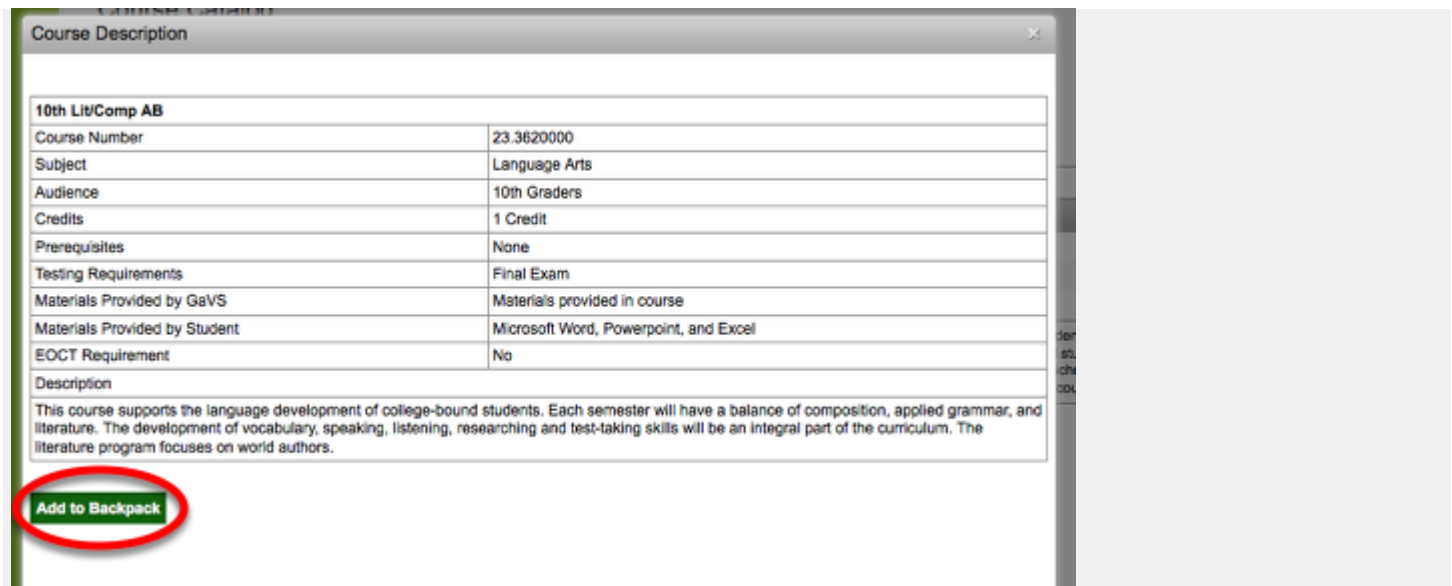 Course Catalog
Course Description
10th Lit/Comp AB
Course Number 23.3620000
Subject Language Arts
Audience 10th Graders
Credits 1 Credit
Prerequisites None
Testing Requirements Final Exam
Materials Provided by GaVS Materials provided in course
Materials Provided by Student Microsoft Word, Powerpoint, and Excel
EOCT Requirement No
Description
This course supports the language development of college-bound students. Each semester will have a balance of composition, applied grammar, and
literature. The development of vocabulary, speaking, listening, researching and test-taking skills will be an integral part of the curriculum. The
literature program focuses on world authors.
Add to Backpack